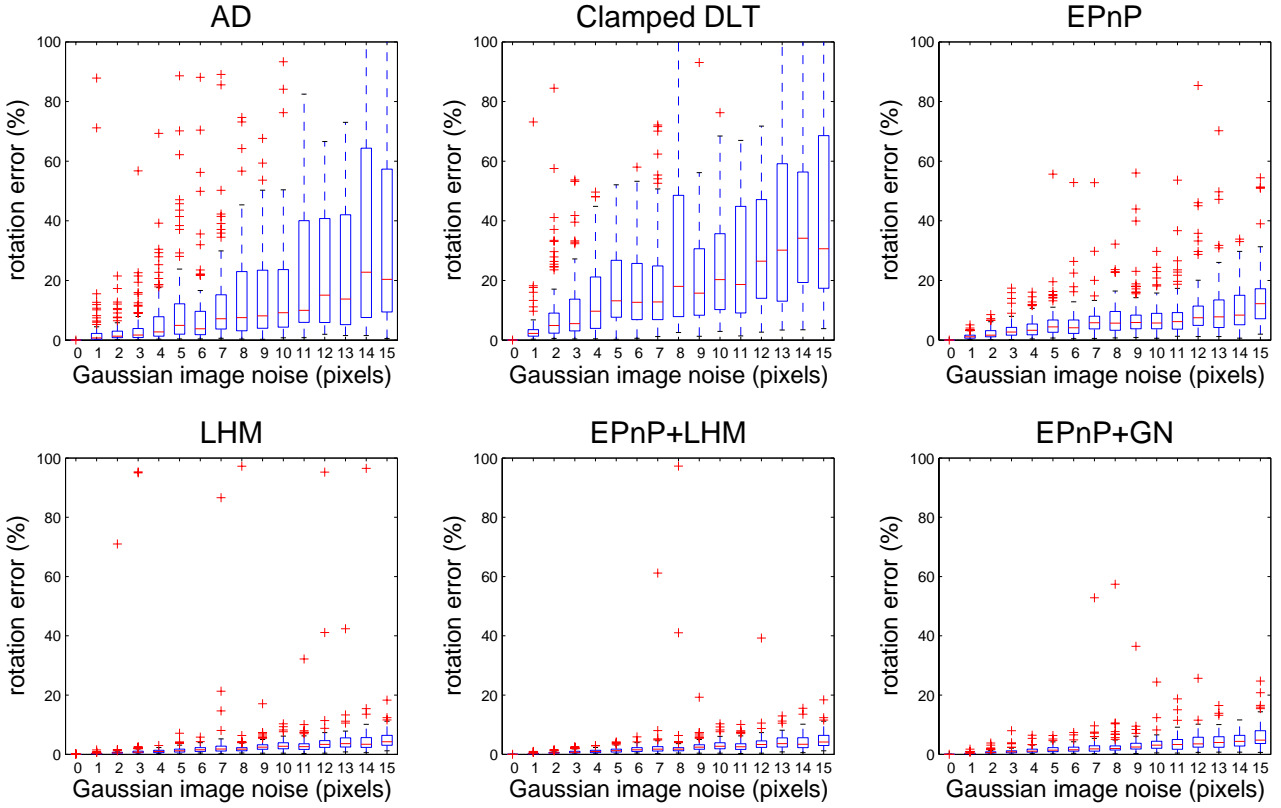 AD
Clamped DLT
EPnP
rotation error (%)
100
80
60
40
20
0
0 1 2 3 4 5 6 7 8 9 10 11 12 13 14 15
Gaussian image noise (pixels)
rotation error (%)
100
80
60
40
20
0
0 1 2 3 4 5 6 7 8 9 10 11 12 13 14 15
Gaussian image noise (pixels)
rotation error (%)
100
80
60
40
20
0
0 1 2 3 4 5 6 7 8 9 10 11 12 13 14 15
Gaussian image noise (pixels)
LHM
EPnP+LHM
EPnP+GN
rotation error (%)
100
80
60
40
20
0
0 1 2 3 4 5 6 7 8 9 10 11 12 13 14 15
Gaussian image noise (pixels)
rotation error (%)
100
80
60
40
20
0
0 1 2 3 4 5 6 7 8 9 10 11 12 13 14 15
Gaussian image noise (pixels)
rotation error (%)
100
80
60
40
20
0
0 1 2 3 4 5 6 7 8 9 10 11 12 13 14 15
Gaussian image noise (pixels)